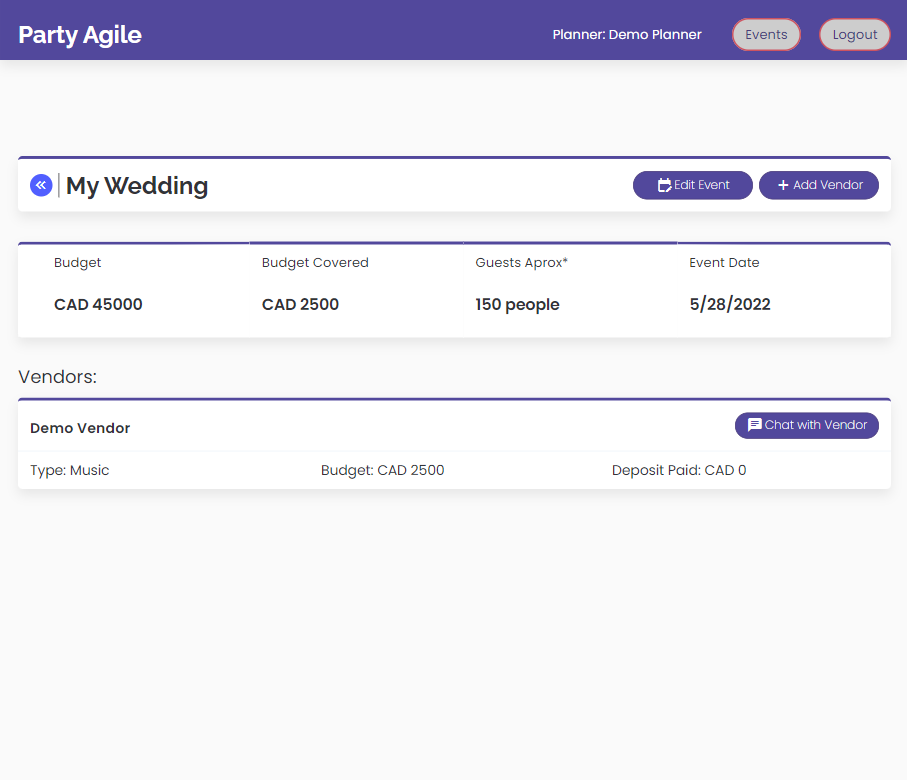 Party Agile
Planner: Demo Planner
Events
Logout
My Wedding
Edit Event
+ Add Vendor
Budget
Budget Covered
Guests Aprox*
Event Date
CAD 45000
CAD 2500
150 people
5/28/2022
Vendors:
Demo Vendor
Chat with Vendor
Type: Music
Budget: CAD 2500
Deposit Paid: CAD 0